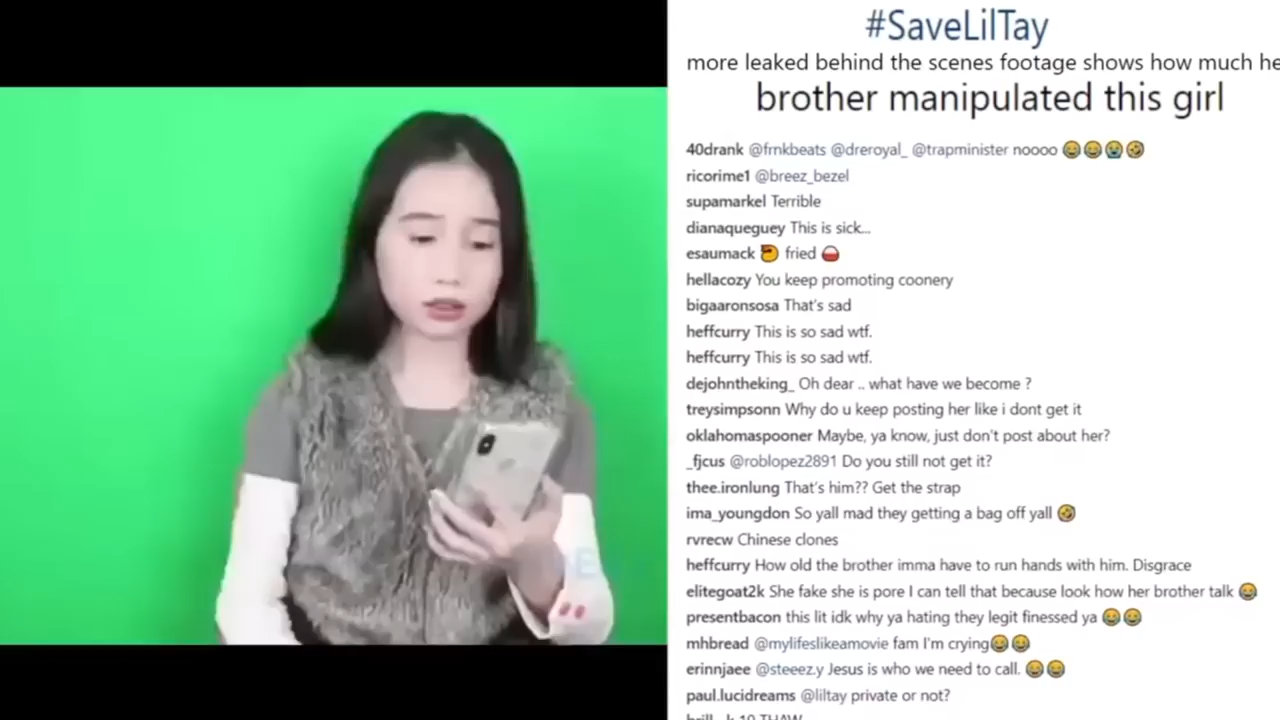 #SaveLilTay
more leaked behind the scenes footage shows how much he
brother manipulated this girl
40drank @frnkbeats @dreroyal_ @trapminister noooo 😂😂😭🤣
ricorime1 @breez_bezel
supamarkel Terrible
dianaqueguey This is sick...
esaumack fried
hellacozy You keep promoting coonery
bigaaronsosa That's sad
heffcurry This is so sad wtf.
heffcurry This is so sad wtf.
dejohntheking_ Oh dear .. what have we become ?
treysimpsonn Why do u keep posting her like i dont get it
oklahomaspooner Maybe, ya know, just don't post about her?
_fjcus @roblopez2891 Do you still not get it?
thee.ironlung That's him?? Get the strap
ima_youngdon So yall mad they getting a bag off yall 🤣
rvrecw Chinese clones
heffcurry How old the brother imma have to run hands with him. Disgrace
elitegoat2k She fake she is pore I can tell that because look how her brother talk 😂
presentbacon this lit idk why ya hating they legit finessed ya 😂😂
mhbread @mylifeslikeamovie fam I'm crying😂😂
erinnjaee @steeez.y Jesus is who we need to call. 😂😂
paul.lucidreams @liltay private or not?